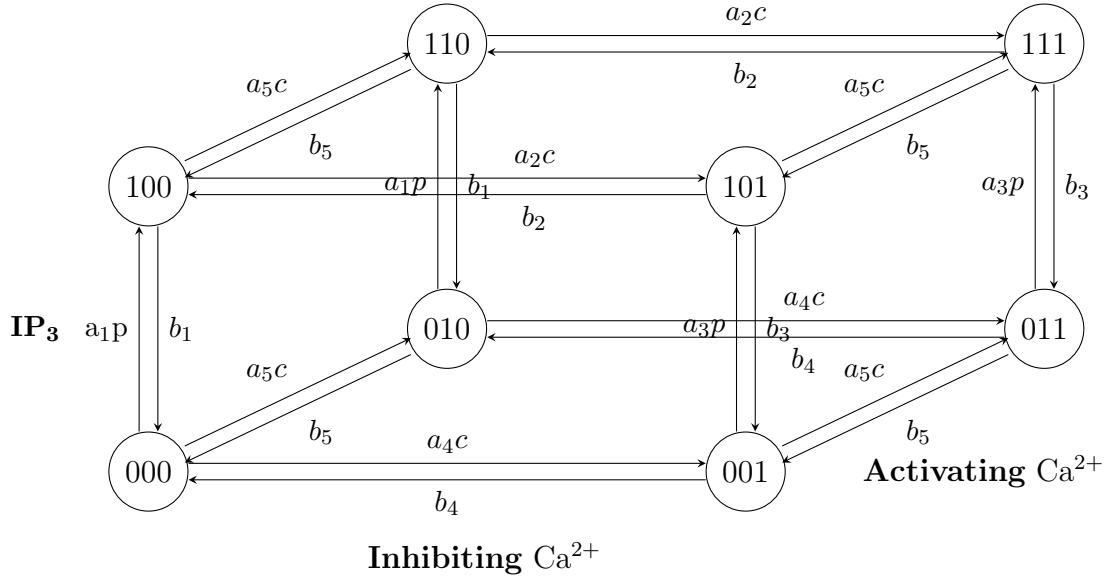 a₂c
110
111
b₂
a₅c
a₅c
b₅
b₅
a₂c
100
a₁p
b₁
101
a₃p
b₃
b₂
a₄c
IP₃
a₁p
b₁
010
a₃p
b₃
011
b₄
a₅c
a₅c
b₅
b₅
a₄c
000
001
Activating Ca²⁺
b₄
Inhibiting Ca²⁺